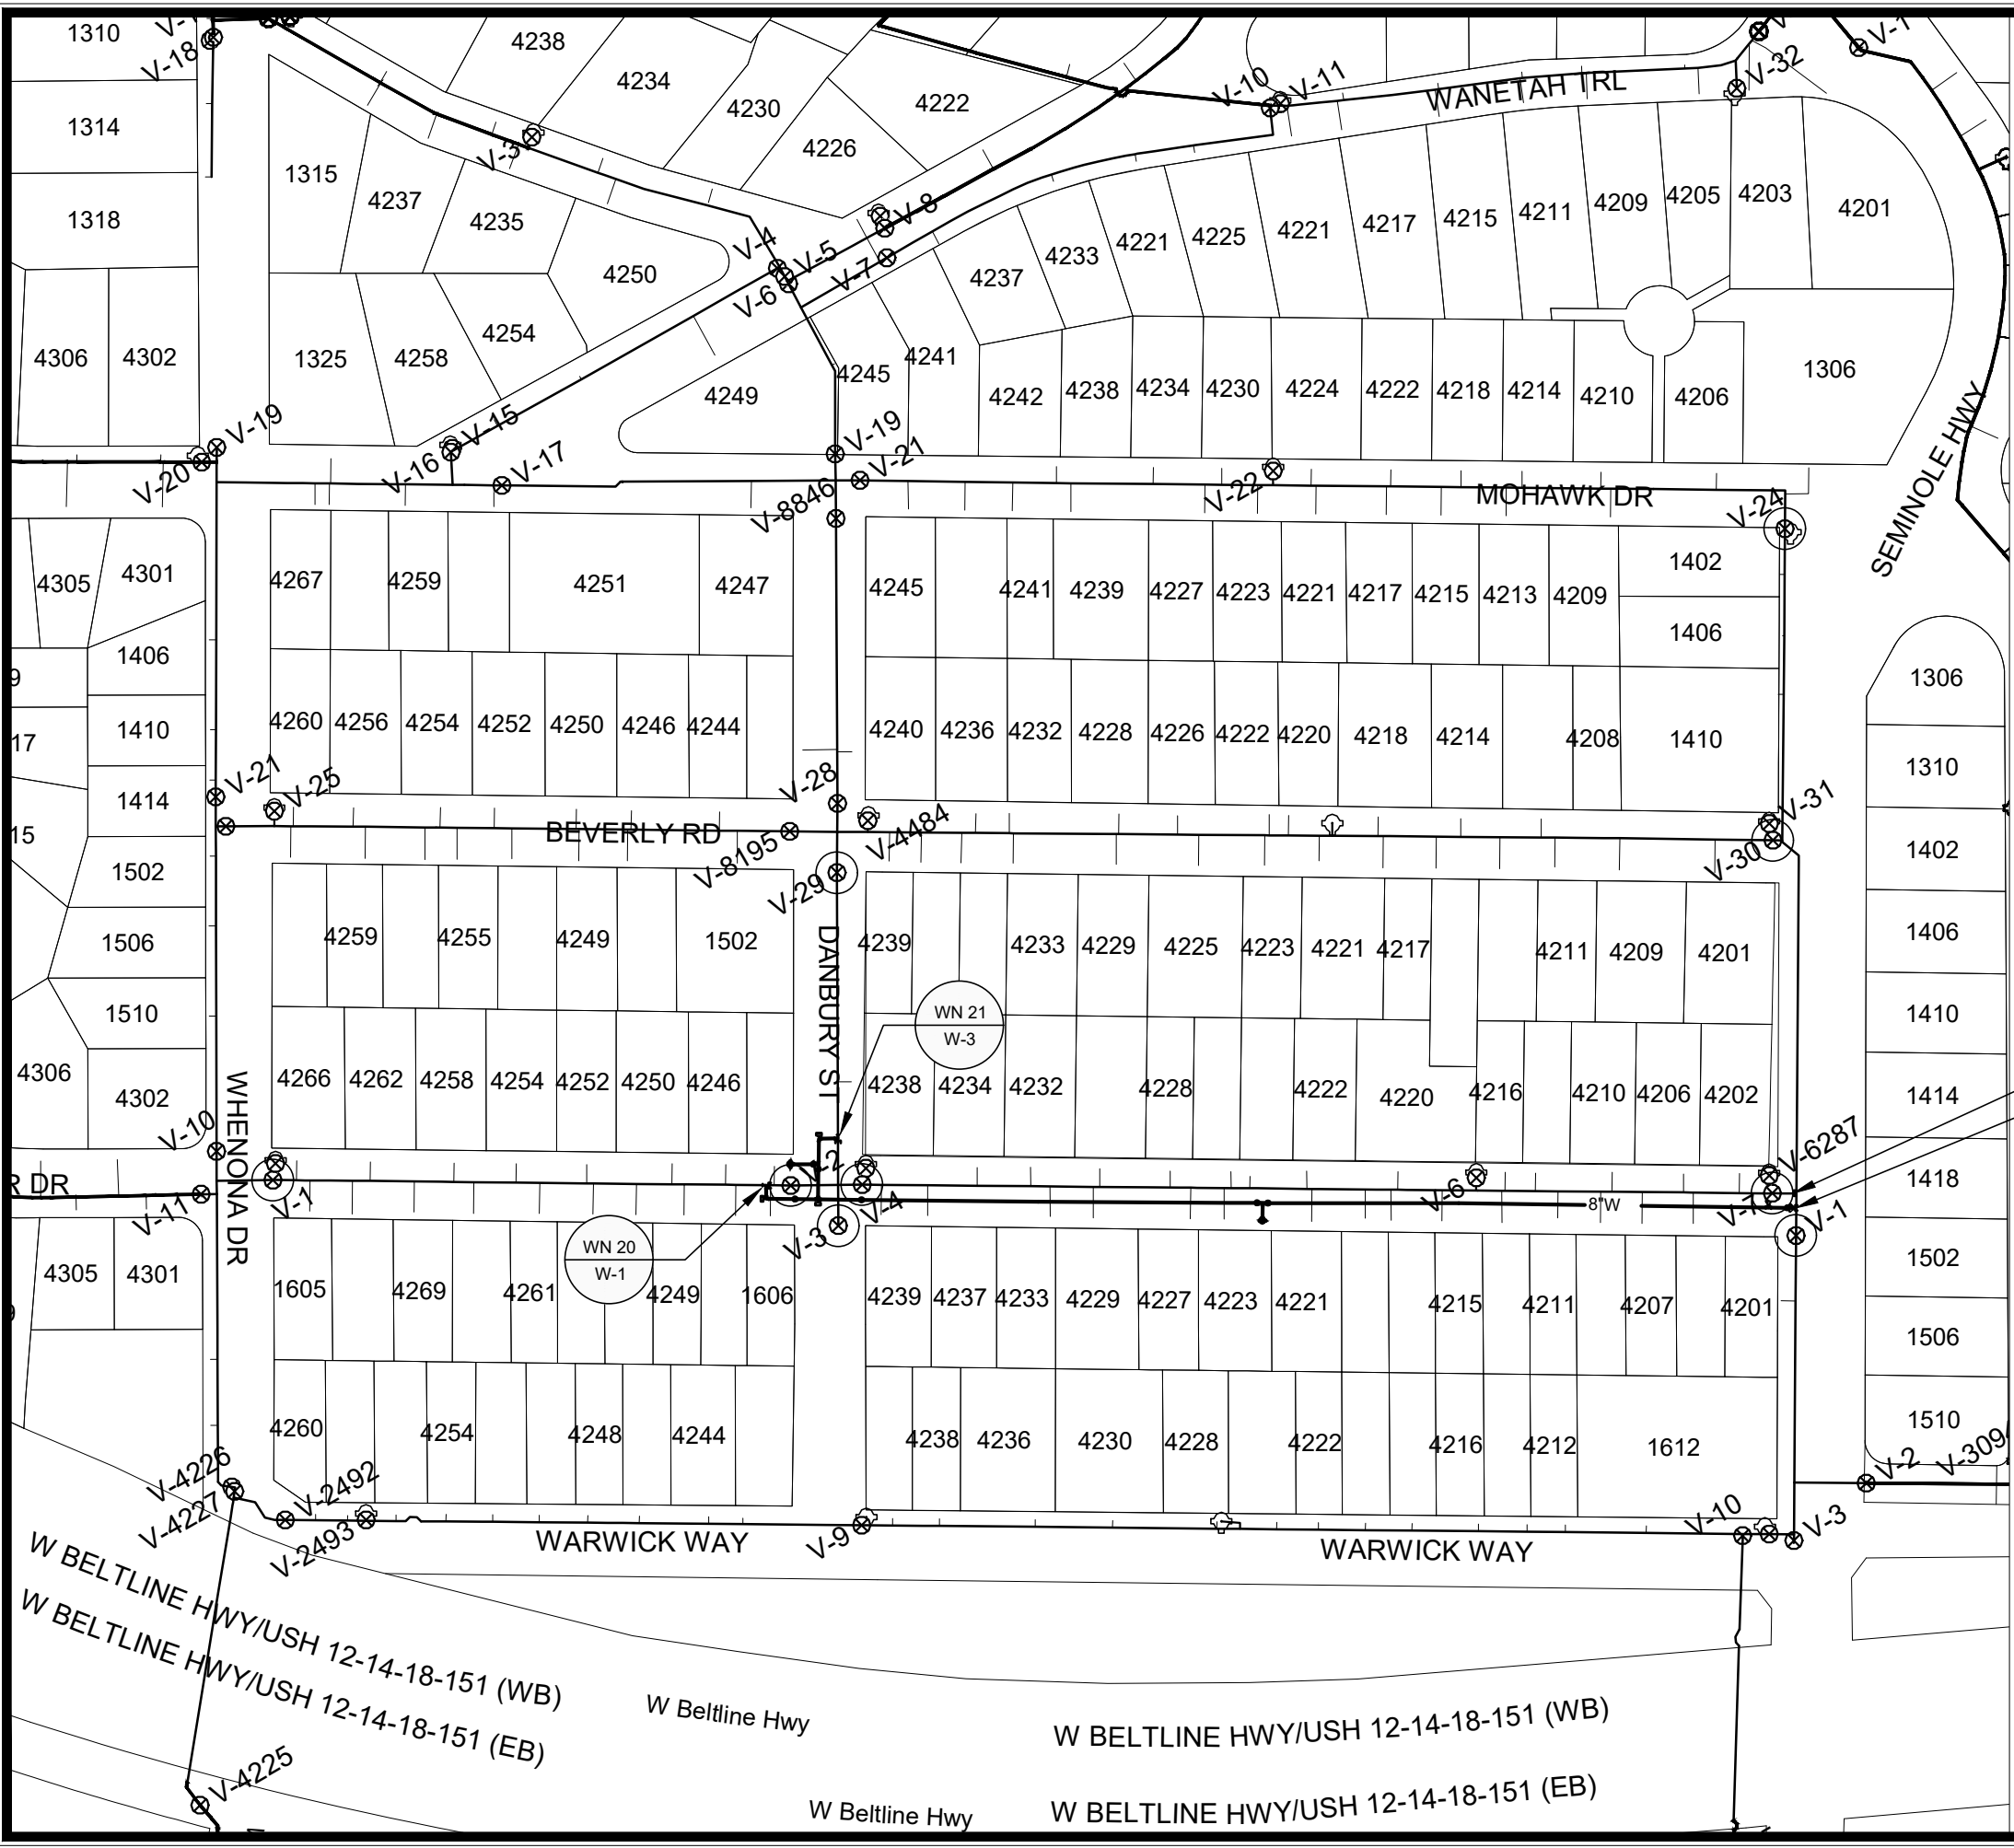 1310
V-18
4238
4234
4230
4222
4226
V-10
V-11
WANETAH TRL
V-32
V-1
1314
1318
1315
4237
4235
4250
V-3
V-4
V-5
V-6
V-7
V-8
4237
4233
4221
4225
4221
4217
4215
4211
4209
4205
4203
4201
4306
4302
1325
4258
4254
4249
4245
4241
4242
4238
4234
4230
4224
4222
4218
4214
4210
4206
1306
SEMINOLE HWY
V-19
V-20
V-15
V-16
V-17
V-19
V-21
V-8846
V-22
MOHAWK DR
V-24
4305
4301
4267
4259
4251
4247
4245
4241
4239
4227
4223
4221
4217
4215
4213
4209
1402
1406
1406
9
17
1410
1414
15
1502
1506
1510
4306
4302
4260
4256
4254
4252
4250
4246
4244
4240
4236
4232
4228
4226
4222
4220
4218
4214
4208
1410
1306
1310
1402
1406
1410
1414
1418
1502
1506
1510
V-21
V-25
BEVERLY RD
V-28
V-8195
V-4484
V-29
V-31
V-30
4259
4255
4249
1502
DANBURY ST
4239
4233
4229
4225
4223
4221
4217
4211
4209
4201
WN 21
W-3
4266
4262
4258
4254
4252
4250
4246
4238
4234
4232
4228
4222
4220
4216
4210
4206
4202
WHENONA DR
V-10
R DR
V-11
V-1
V-3
V-4
V-6
8"W
V-6287
V-1
WN 20
W-1
4305
4301
1605
4269
4261
4249
1606
4239
4237
4233
4229
4227
4223
4221
4215
4211
4207
4201
4260
4254
4248
4244
4238
4236
4230
4228
4222
4216
4212
1612
V-4226
V-4227
V-2492
V-2493
WARWICK WAY
V-9
WARWICK WAY
V-10
V-3
V-2
V-309
W BELTLINE HWY/USH 12-14-18-151 (WB)
W BELTLINE HWY/USH 12-14-18-151 (EB)
W Beltline Hwy
W BELTLINE HWY/USH 12-14-18-151 (WB)
V-4225
W Beltline Hwy
W BELTLINE HWY/USH 12-14-18-151 (EB)